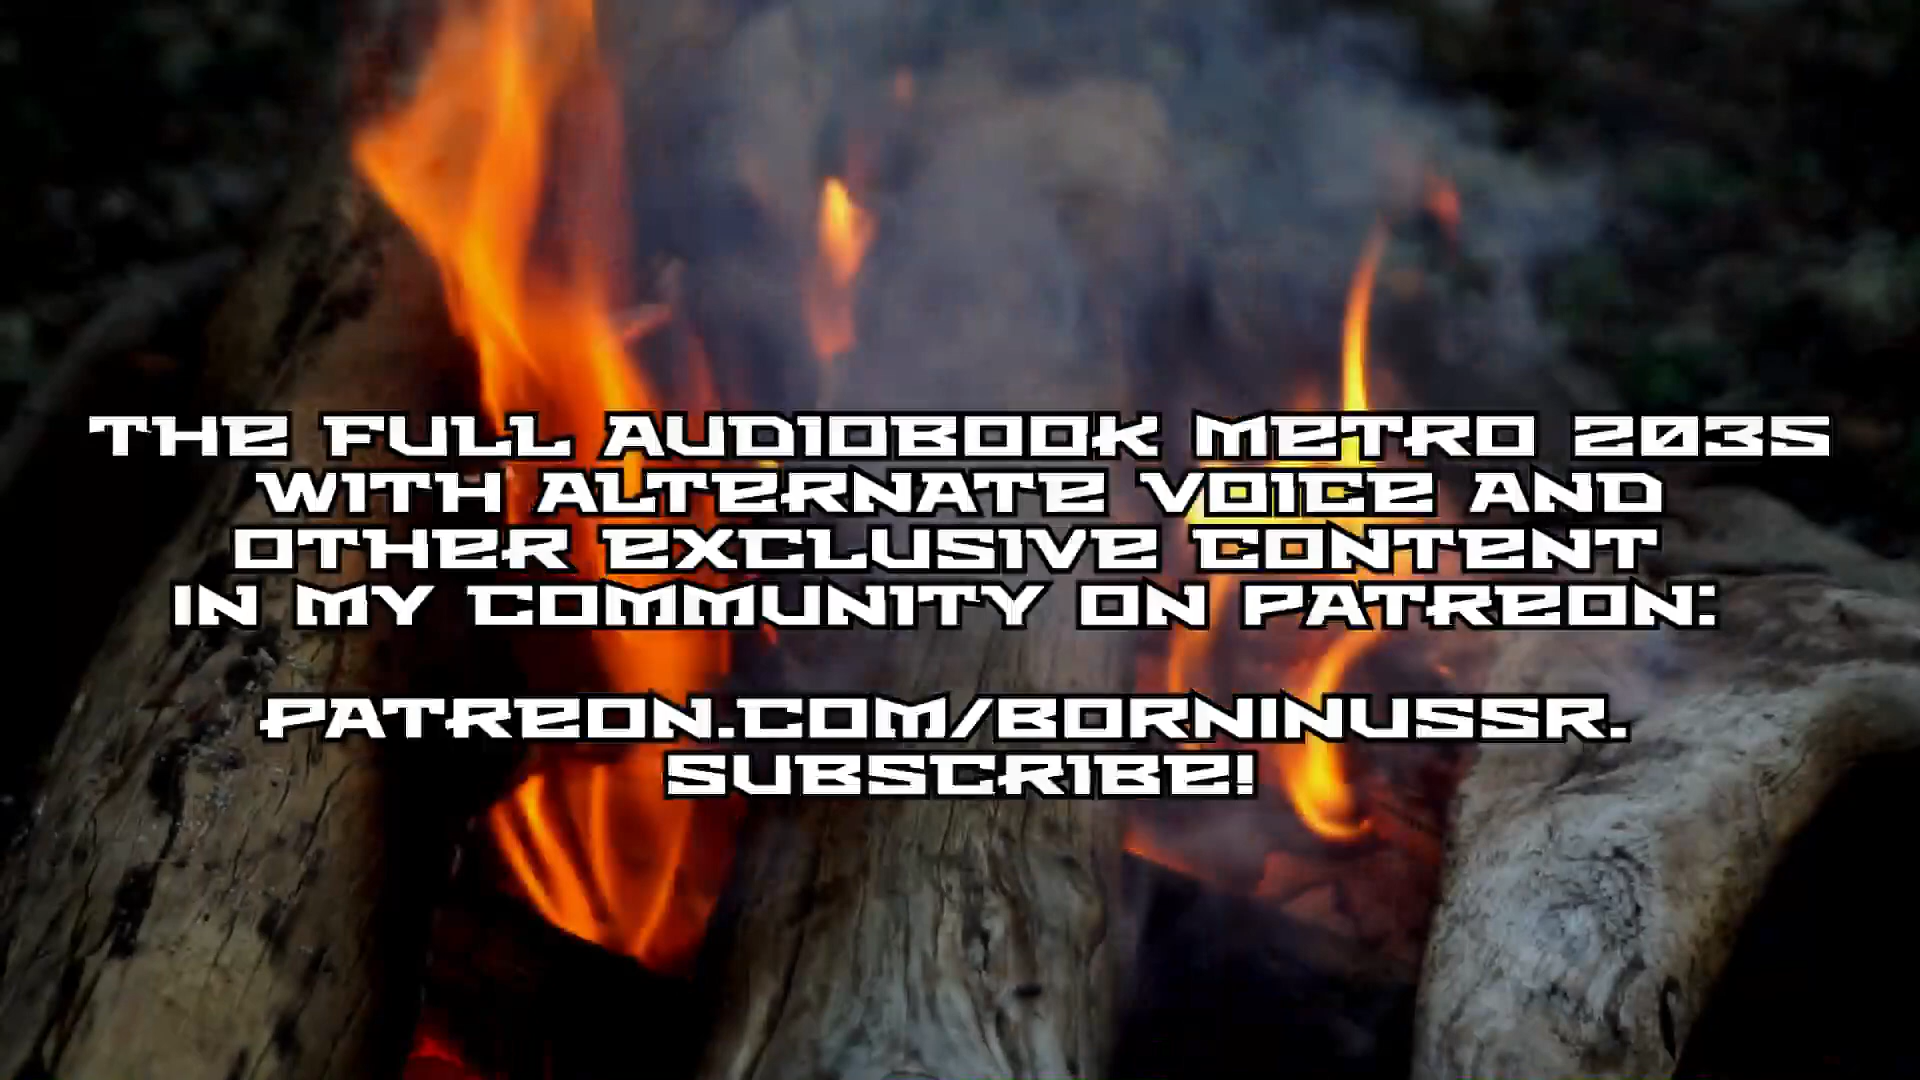 THE FULL AUDIOBOOK METRO 2035
WITH ALTERNATE VOICE AND
OTHER EXCLUSIVE CONTENT
IN MY COMMUNITY ON PATREON:
PATREON.COM/BORNINUSSR.
SUBSCRIBE!